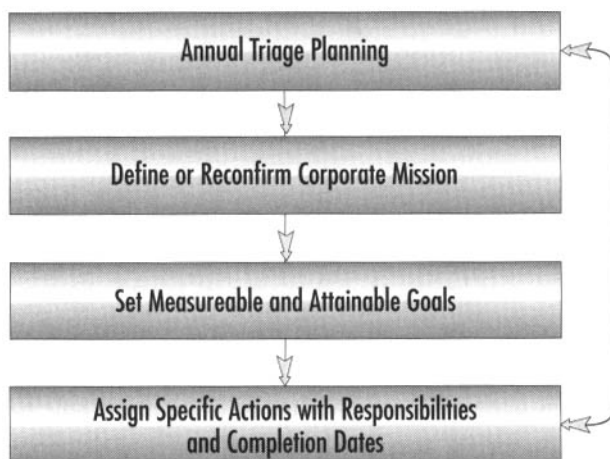 Annual Triage Planning
Define or Reconfirm Corporate Mission
Set Measureable and Attainable Goals
Assign Specific Actions with Responsibilities
and Completion Dates